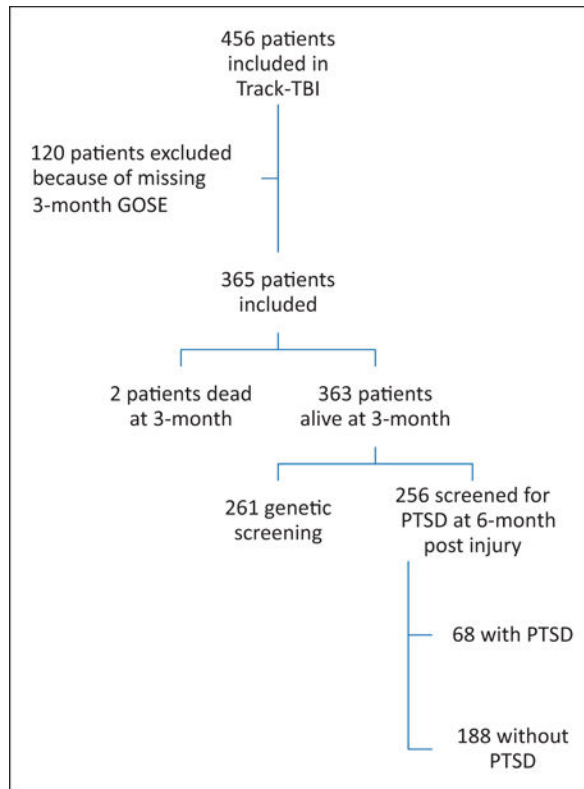 456 patients
included in
Track-TBI
120 patients excluded
because of missing
3-month GOSE
365 patients
included
2 patients dead
at 3-month
363 patients
alive at 3-month
261 genetic
screening
256 screened for
PTSD at 6-month
post injury
68 with PTSD
188 without
PTSD